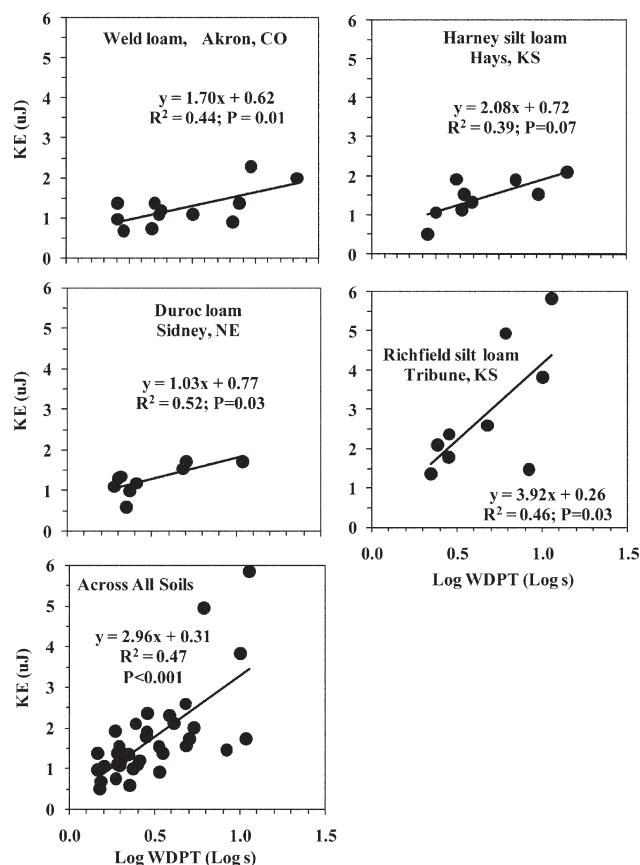 Weld loam, Akron, CO
y = 1.70x + 0.62
R² = 0.44; P = 0.01
KE (uJ)
6
5
4
3
2
1
0
Harney silt loam
Hays, KS
y = 2.08x + 0.72
R² = 0.39; P=0.07
6
5
4
3
2
1
0
Duroc loam
Sidney, NE
y = 1.03x + 0.77
R² = 0.52; P=0.03
KE (uJ)
6
5
4
3
2
1
0
Richfield silt loam
Tribune, KS
y = 3.92x + 0.26
R² = 0.46; P=0.03
6
5
4
3
2
1
0
0.0 0.5 1.0 1.5
Log WDPT (Log s)
Across All Soils
y = 2.96x + 0.31
R² = 0.47
P<0.001
KE (uJ)
6
5
4
3
2
1
0
0.0 0.5 1.0 1.5
Log WDPT (Log s)